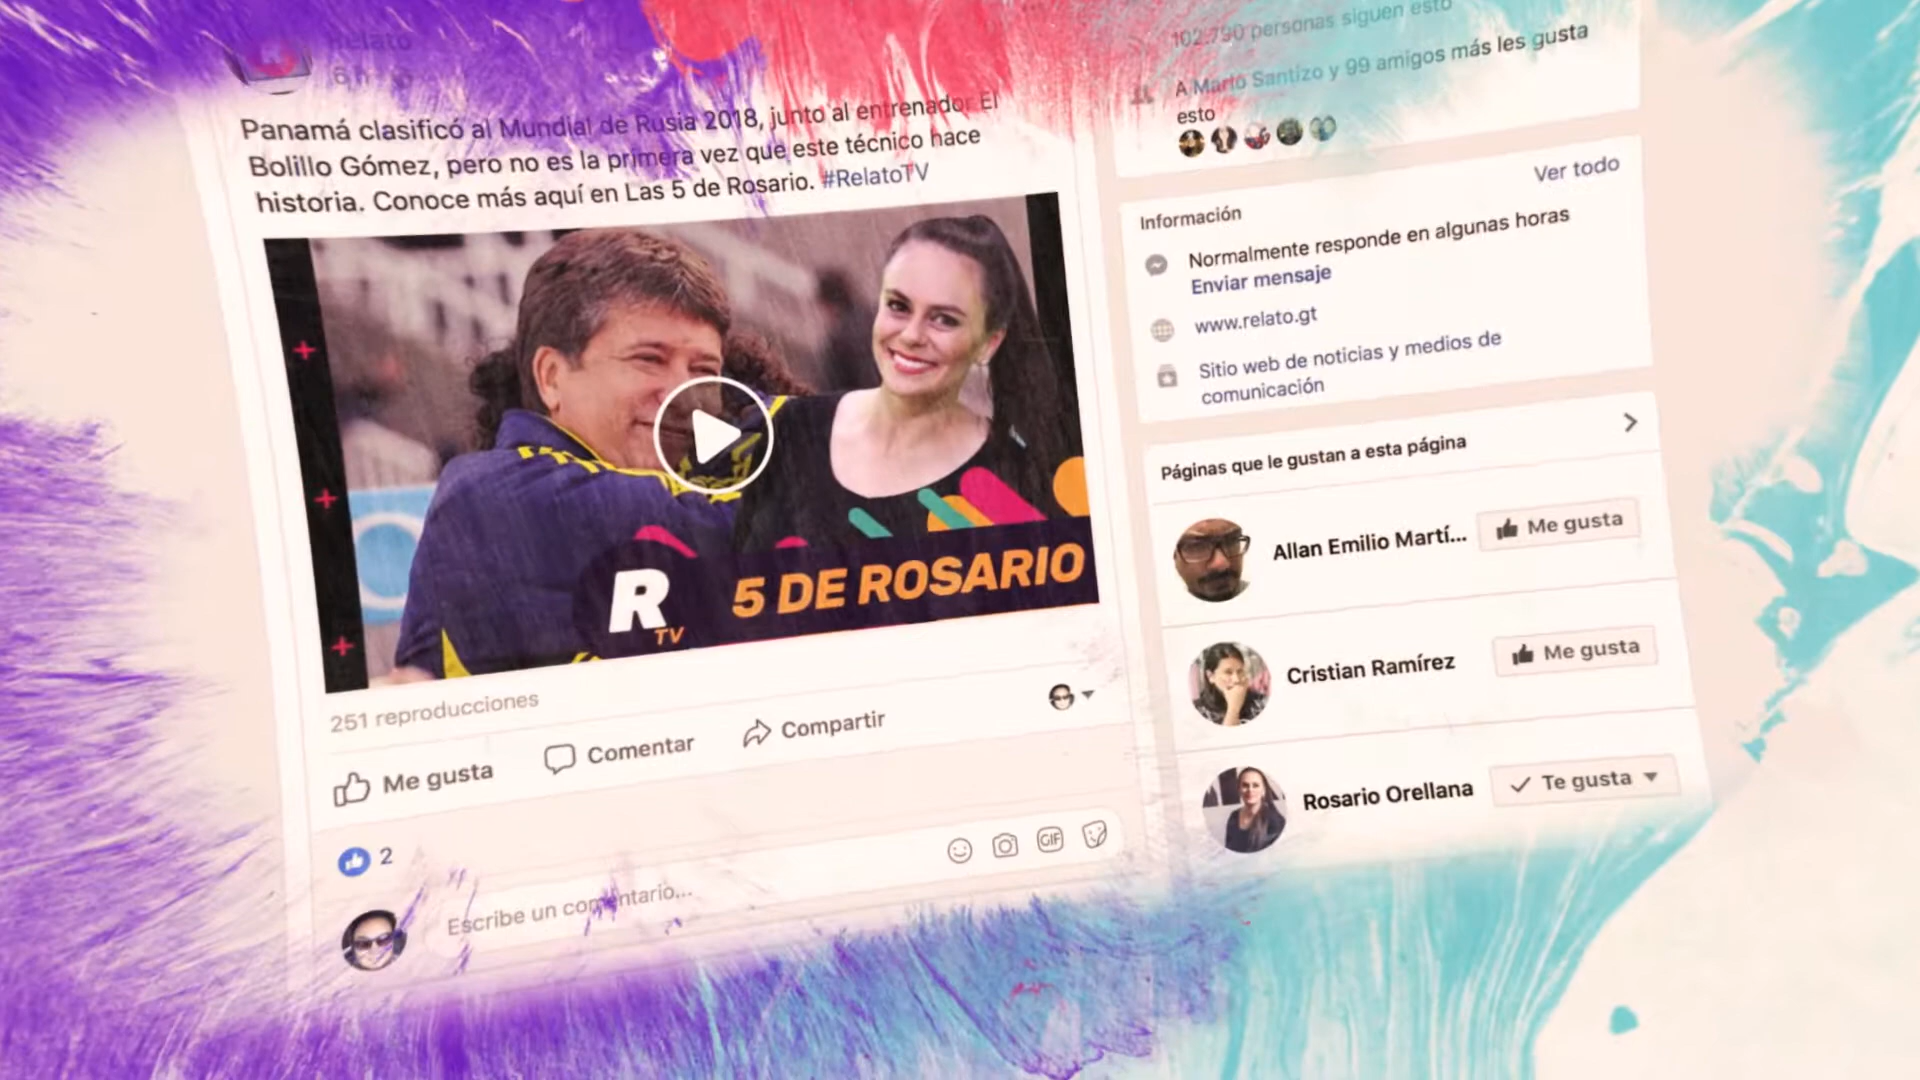 Relato
Panamá clasificó al Mundial de Rusia 2018, junto al entrenador El
Bolillo Gómez, pero no es la primera vez que este técnico hace
historia. Conoce más aquí en Las 5 de Rosario. #RelatoTV
R
TV
5 DE ROSARIO
251 reproducciones
Me gusta
Comentar
Compartir
2
Escribe un comentario...
GIF
102.790 personas siguen esto
A Mario Santizo y 99 amigos más les gusta
esto
Ver todo
Información
Normalmente responde en algunas horas
Enviar mensaje
www.relato.gt
Sitio web de noticias y medios de
comunicación
Páginas que le gustan a esta página
Allan Emilio Martí...
Me gusta
Cristian Ramírez
Me gusta
Rosario Orellana
Te gusta